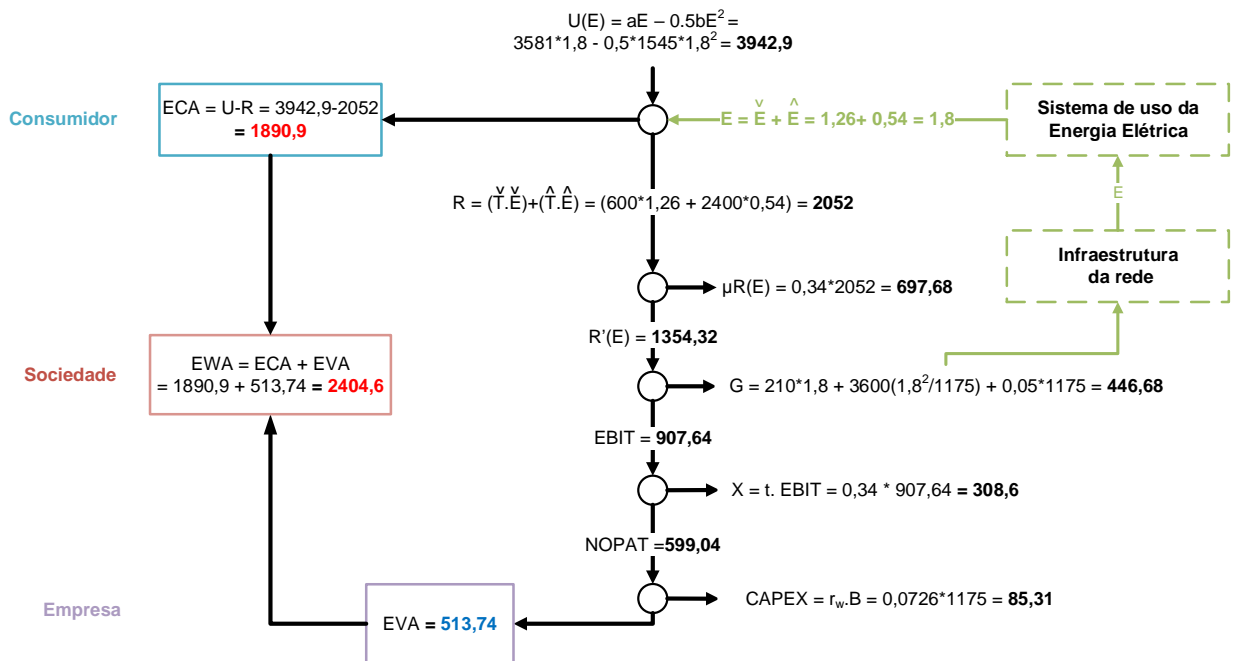 U(E) = aE – 0.5bE² =
3581*1,8 - 0,5*1545*1,8² = 3942,9
Consumidor
ECA = U-R = 3942,9-2052
= 1890,9
E = Ě + Ê = 1,26+ 0,54 = 1,8
Sistema de uso da
Energia Elétrica
R = (Ť.Ě)+(T̂.Ê) = (600*1,26 + 2400*0,54) = 2052
E
Infraestrutura
da rede
µR(E) = 0,34*2052 = 697,68
R'(E) = 1354,32
Sociedade
EWA = ECA + EVA
= 1890,9 + 513,74 = 2404,6
G = 210*1,8 + 3600(1,8²/1175) + 0,05*1175 = 446,68
EBIT = 907,64
X = t. EBIT = 0,34 * 907,64 = 308,6
NOPAT =599,04
Empresa
EVA = 513,74
CAPEX = r_w.B = 0,0726*1175 = 85,31